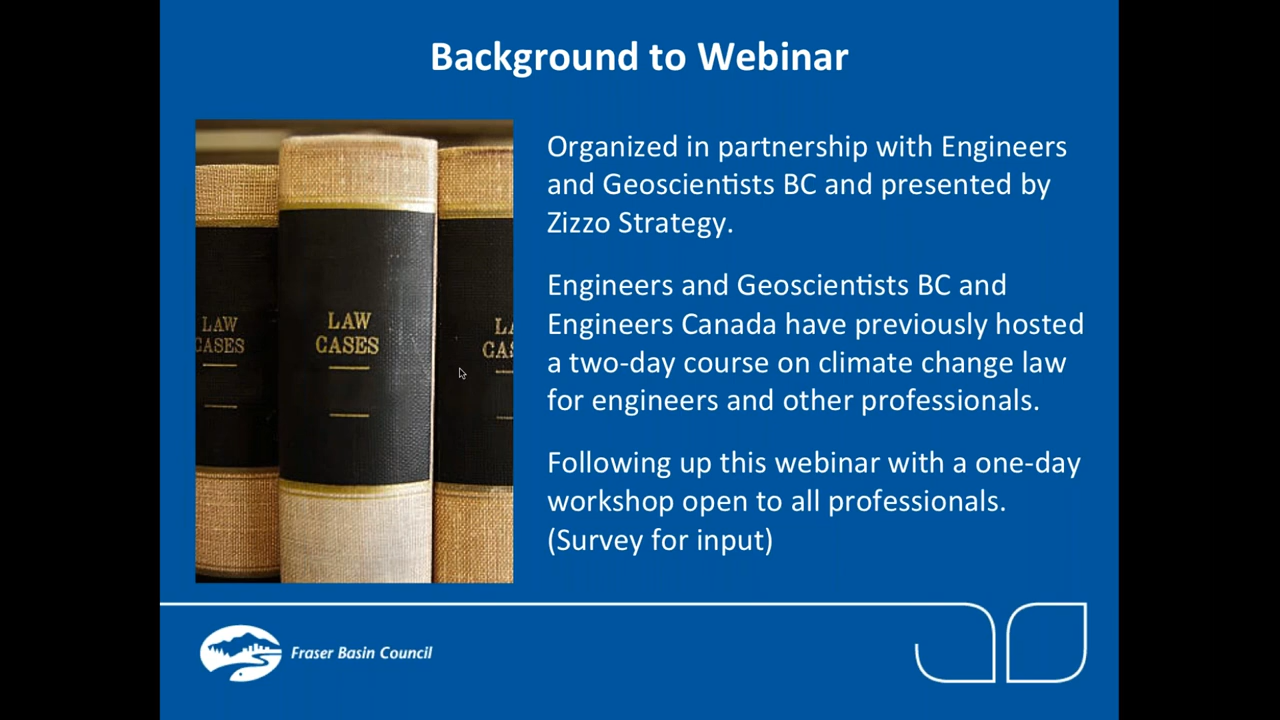 Background to Webinar
LAW
CASES
LAW
CASES
Organized in partnership with Engineers
and Geoscientists BC and presented by
Zizzo Strategy.
Engineers and Geoscientists BC and
Engineers Canada have previously hosted
a two-day course on climate change law
for engineers and other professionals.
Following up this webinar with a one-day
workshop open to all professionals.
(Survey for input)
Fraser Basin Council